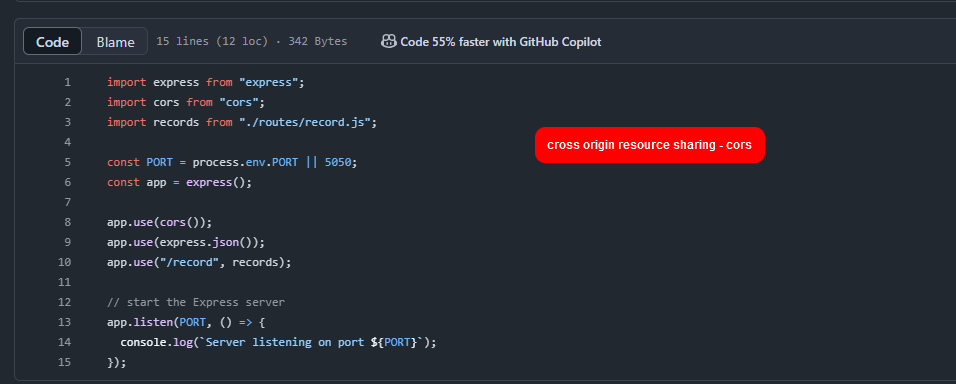 Code Blame 15 lines (12 loc) · 342 Bytes Code 55% faster with GitHub Copilot
1 import express from "express";
2 import cors from "cors";
3 import records from "./routes/record.js";
cross origin resource sharing - cors
4
5 const PORT = process.env.PORT || 5050;
6 const app = express();
7
8 app.use(cors());
9 app.use(express.json());
10 app.use("/record", records);
11
12 // start the Express server
13 app.listen(PORT, () => {
14   console.log(`Server listening on port ${PORT}`);
15 });